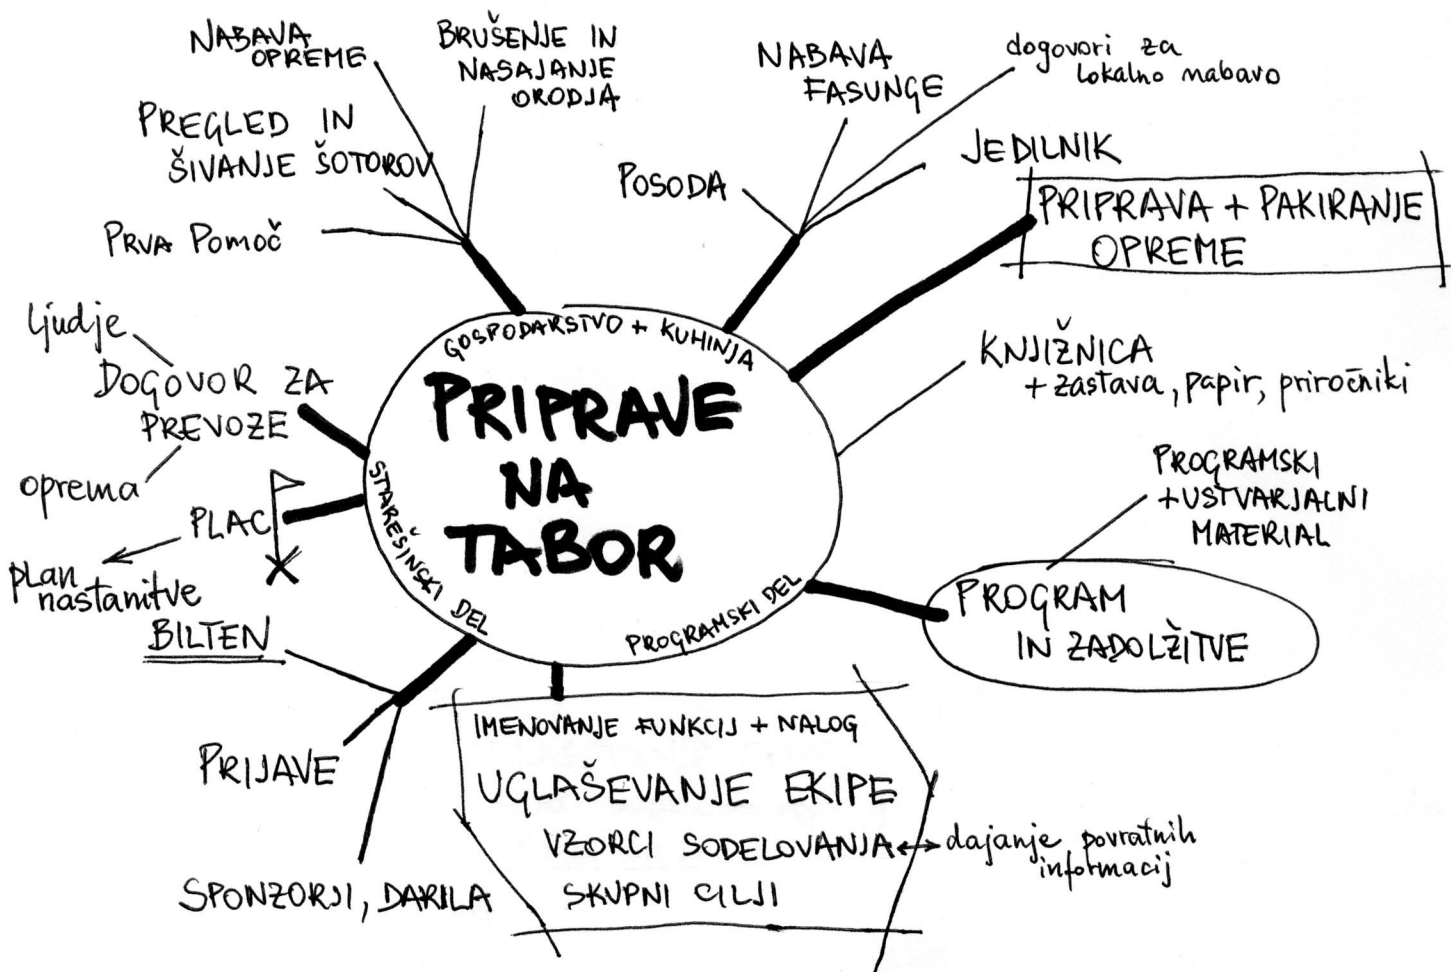 NABAVA
OPREME
BRUŠENJE IN
NASAJANJE
ORODJA
NABAVA
FASUNGE
dogovori za
lokalno nabavo
PREGLED IN
ŠIVANJE ŠOTOROV
POSODA
JEDILNIK
PRIPRAVA + PAKIRANJE
OPREME
PRVA POMOČ
ljudje
DOGOVOR ZA
PREVOZE
oprema
GOSPODARSTVO + KUHINJA
PRIPRAVE
NA
TABOR
STAREŠINSKI DEL
PROGRAMSKI DEL
KNJIŽNICA
+ zastava, papir, priročniki
PROGRAMSKI
+USTVARJALNI
MATERIAL
PLAC
plan
nastanitve
BILTEN
PROGRAM
IN ZADOLŽITVE
PRIJAVE
SPONZORJI, DARILA
IMENOVANJE FUNKCIJ + NALOG
UGLAŠEVANJE EKIPE
VZORCI SODELOVANJA
SKUPNI CILJI
dajanje povratnih
informacij